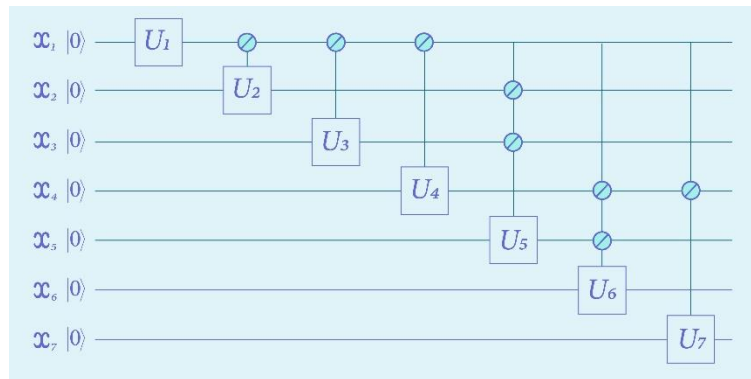 x₁ |0⟩ U₁
x₂ |0⟩ U₂
x₃ |0⟩ U₃
x₄ |0⟩ U₄
x₅ |0⟩ U₅
x₆ |0⟩ U₆
x₇ |0⟩ U₇